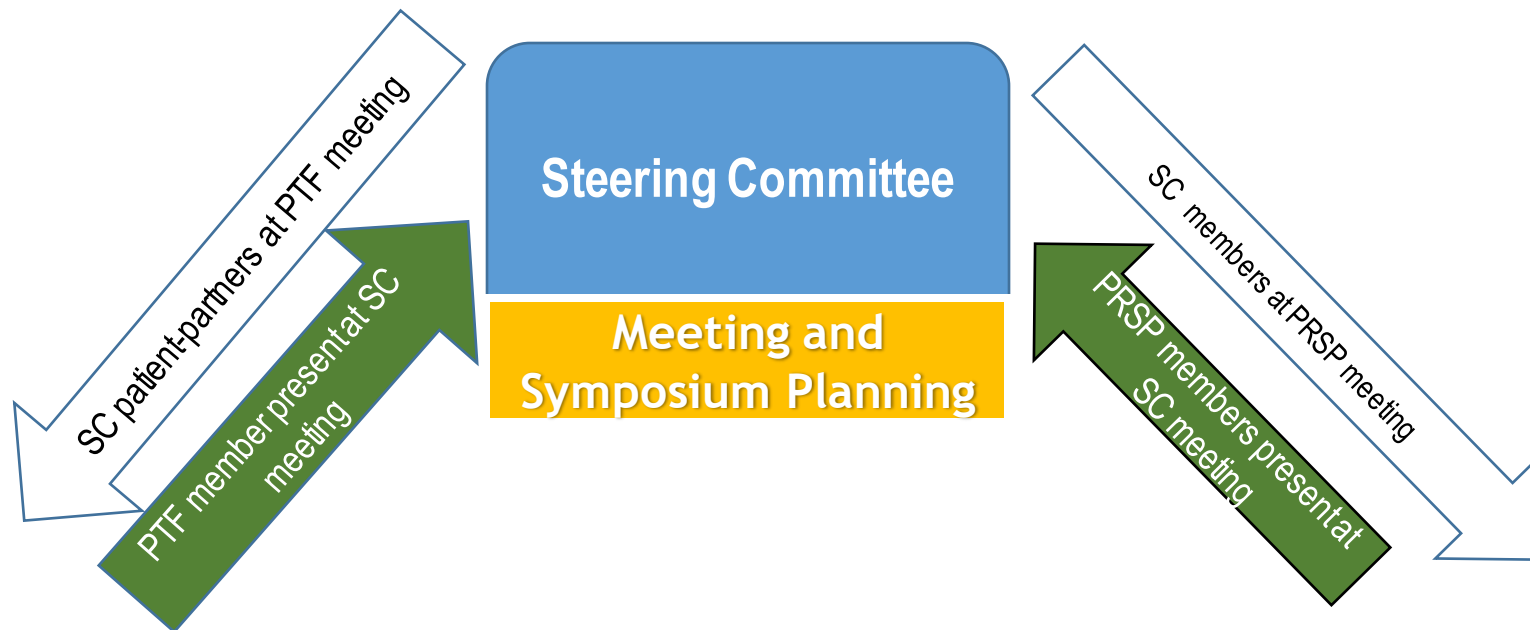 SC patient-partners at PTF meeting
PTF member present at SC
meeting
Steering Committee
Meeting and
Symposium Planning
SC members at PRSP meeting
PRSP members present at
SC meeting